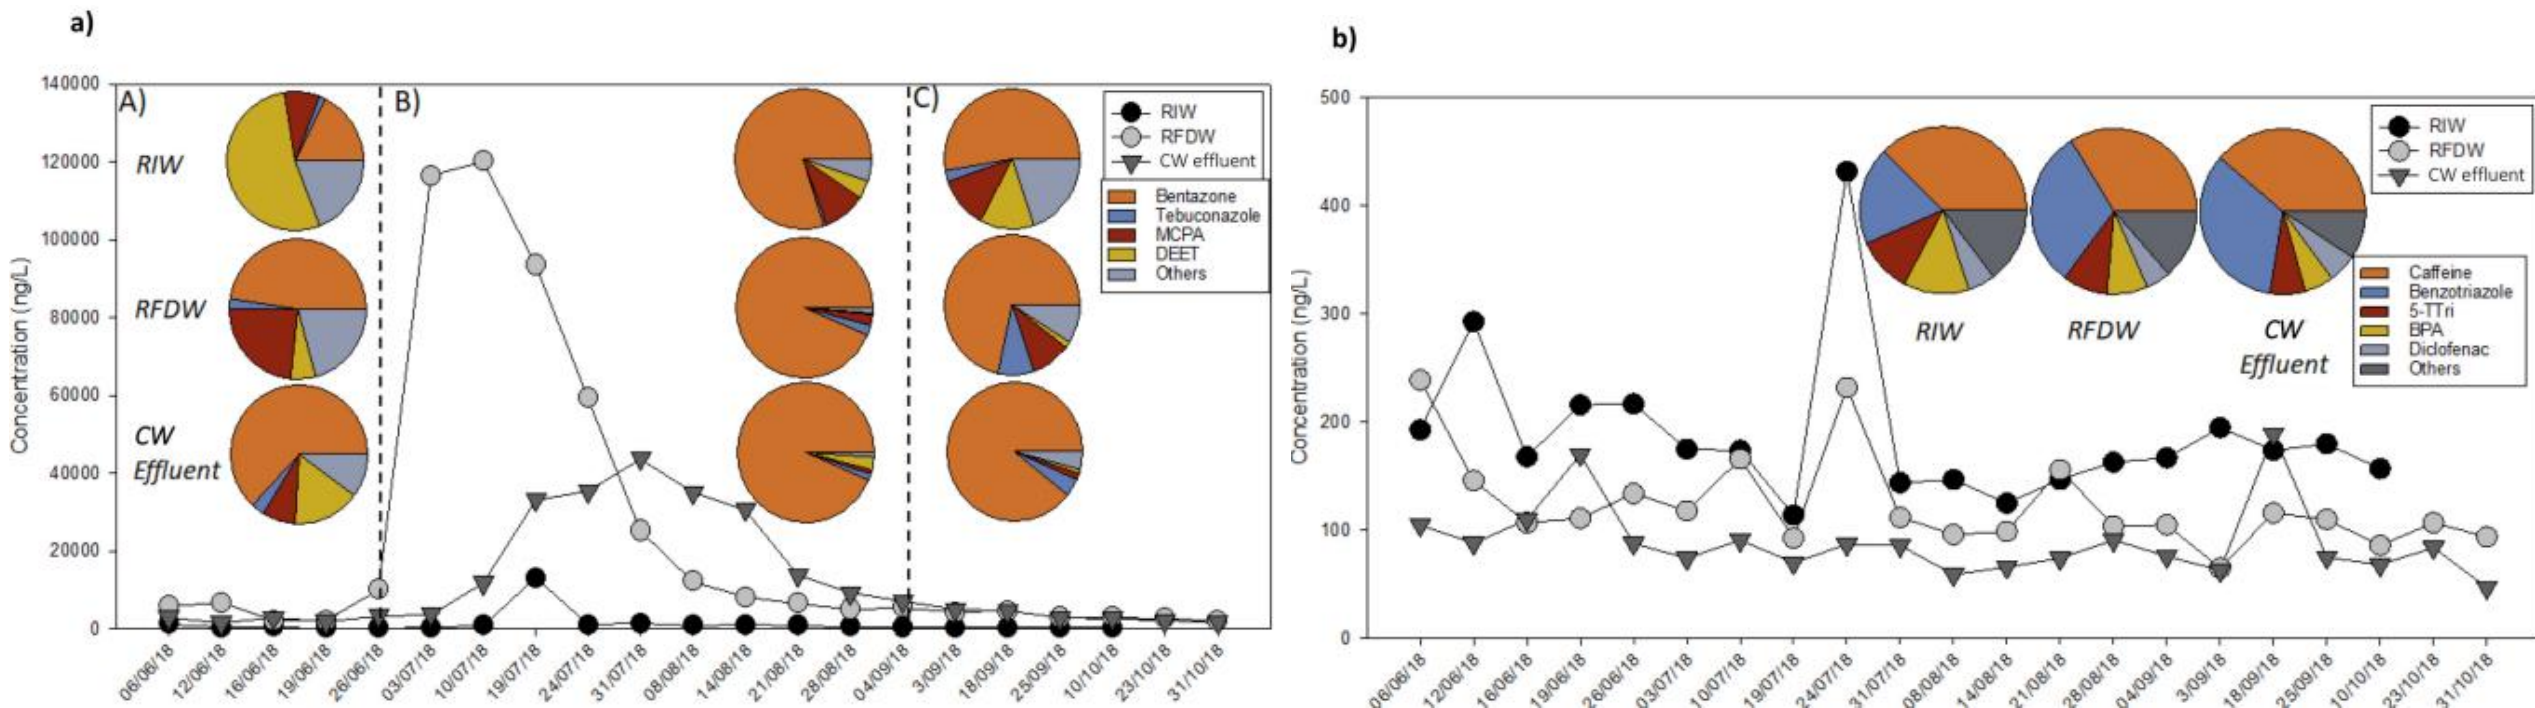 a)
140000
120000
100000
80000
60000
40000
20000
0
Concentration (ng/L)
A)
B)
C)
RIW
RFDW
CW
Effluent
RIW
RFDW
CW effluent
Bentazone
Tebuconazole
MCPA
DEET
Others
06/06/18
12/06/18
16/06/18
19/06/18
26/06/18
03/07/18
10/07/18
19/07/18
24/07/18
31/07/18
08/08/18
14/08/18
21/08/18
28/08/18
04/09/18
3/09/18
18/09/18
25/09/18
10/10/18
23/10/18
31/10/18
b)
500
400
300
200
100
0
Concentration (ng/L)
RIW
RFDW
CW effluent
RIW
RFDW
CW
Effluent
Caffeine
Benzotriazole
5-TTri
BPA
Diclofenac
Others
06/06/18
12/06/18
16/06/18
19/06/18
26/06/18
03/07/18
10/07/18
19/07/18
24/07/18
31/07/18
08/08/18
14/08/18
21/08/18
28/08/18
04/09/18
3/09/18
18/09/18
25/09/18
10/10/18
23/10/18
31/10/18